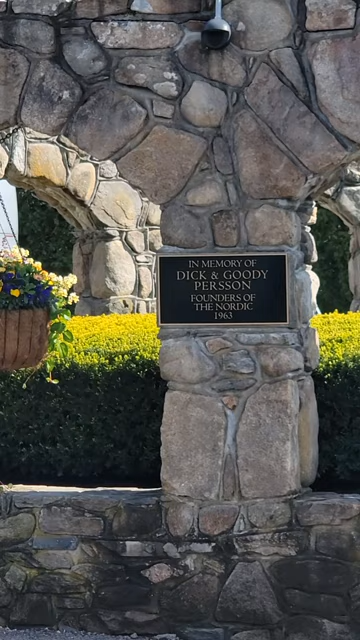 IN MEMORY OF
DICK & GOODY
PERSSON
FOUNDERS OF
THE NORDIC
1963